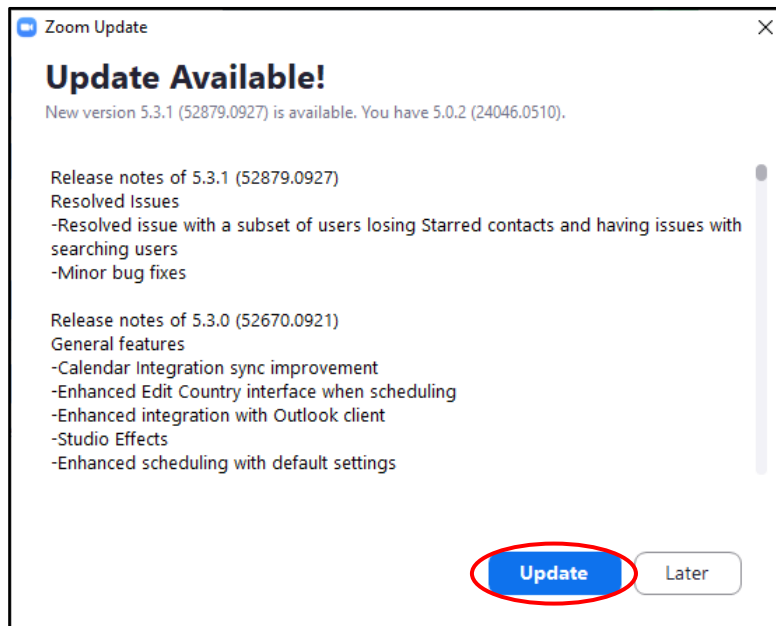 Zoom Update
Update Available!
New version 5.3.1 (52879.0927) is available. You have 5.0.2 (24046.0510).
Release notes of 5.3.1 (52879.0927)
Resolved Issues
-Resolved issue with a subset of users losing Starred contacts and having issues with
searching users
-Minor bug fixes
Release notes of 5.3.0 (52670.0921)
General features
-Calendar Integration sync improvement
-Enhanced Edit Country interface when scheduling
-Enhanced integration with Outlook client
-Studio Effects
-Enhanced scheduling with default settings
Update
Later